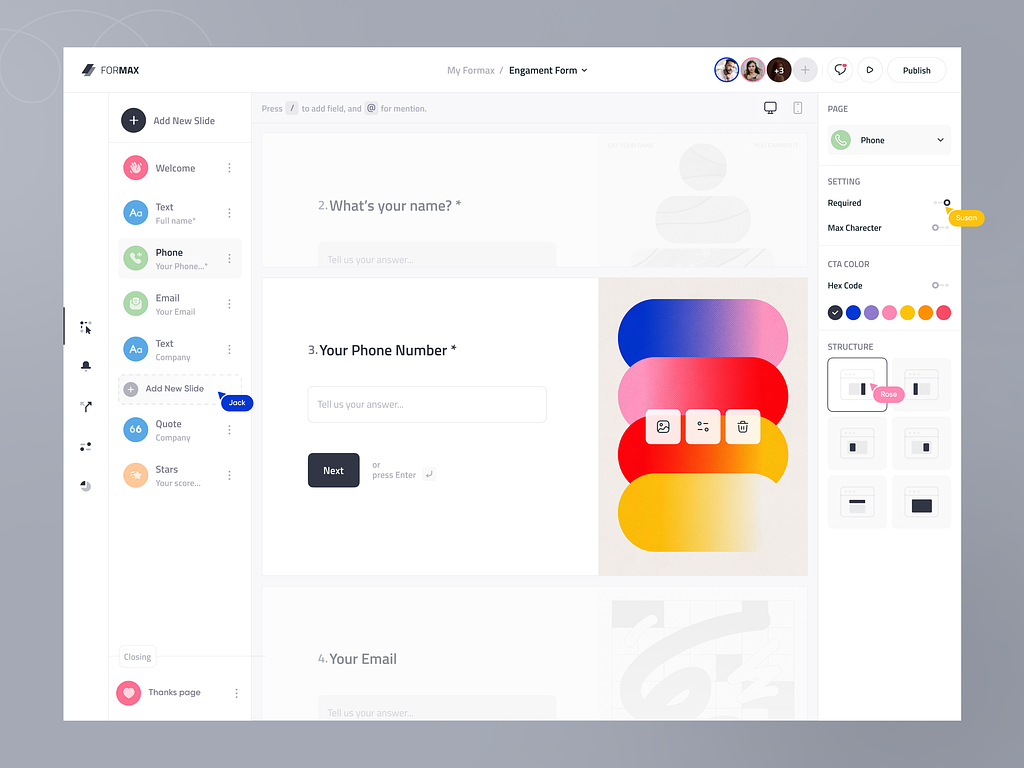 FORMAX
My Formax / Engament Form
+3
Publish
Add New Slide
Welcome
Aa
Text
Full name*
Phone
Your Phone...*
Email
Your Email
Aa
Text
Company
Add New Slide
Jack
66
Quote
Company
Stars
Your score...
Closing
Thanks page
Press / to add field, and @ for mention.
2. What's your name? *
Tell us your answer...
3. Your Phone Number *
Tell us your answer...
Next
or
press Enter
4. Your Email
Tell us your answer...
PAGE
Phone
SETTING
Required
Suson
Max Charecter
CTA COLOR
Hex Code
STRUCTURE
Rose